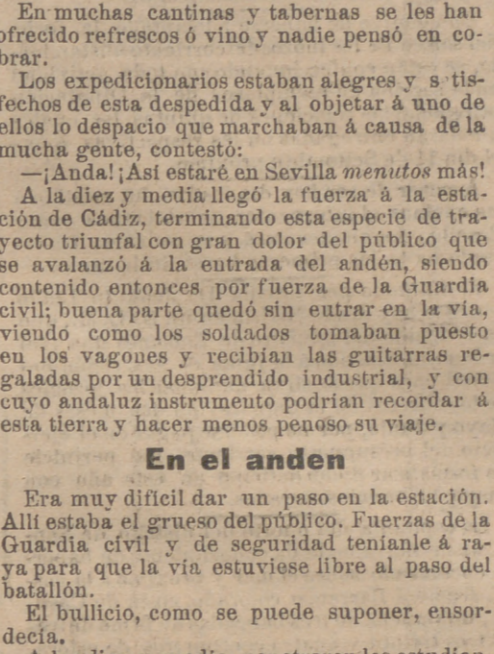 En muchas cantinas y tabernas se les han
ofrecido refrescos ó vino y nadie pensó en co-
brar.
Los expedicionarios estaban alegres y s tis-
fechos de esta despedida y al objetar á uno de
ellos lo despacio que marchaban á causa de la
mucha gente, contestó:
—¡Anda! ¡Así estaré en Sevilla menutos más!
A la diez y media llegó la fuerza á la esta-
ción de Cádiz, terminando esta especie de tra-
yecto triunfal con gran dolor del público que
se avalanzó á la entrada del andén, siendo
contenido entonces por fuerza de la Guardia
civil; buena parte quedó sin eutrar en la vía,
viendo como los soldados tomaban puesto
en los vagones y recibían las guitarras re-
galadas por un desprendido industrial, y con
cuyo andaluz instrumento podrían recordar á
esta tierra y hacer menos penoso su viaje.
En el anden
Era muy difícil dar un paso en la estación.
Allí estaba el grueso del público. Fuerzas de la
Guardia civil y de seguridad teníanle á ra-
ya para que la vía estuviese libre al paso del
batallón.
El bullicio, como se puede suponer, ensor-
decía.